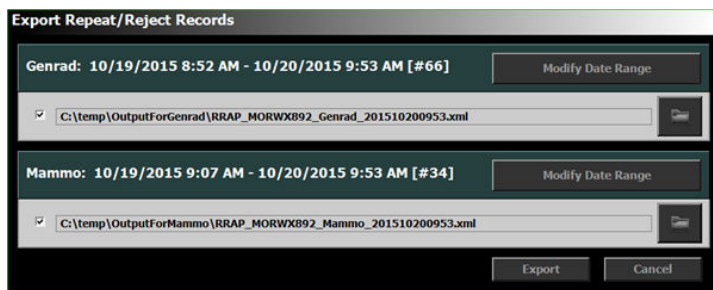 Export Repeat/Reject Records
Genrad: 10/19/2015 8:52 AM - 10/20/2015 9:53 AM [#66]
Modify Date Range
C:\temp\OutputForGenrad\RRAP_MORWX892_Genrad_201510200953.xml
Mammo: 10/19/2015 9:07 AM - 10/20/2015 9:53 AM [#34]
Modify Date Range
C:\temp\OutputForMammo\RRAP_MORWX892_Mammo_201510200953.xml
Export
Cancel